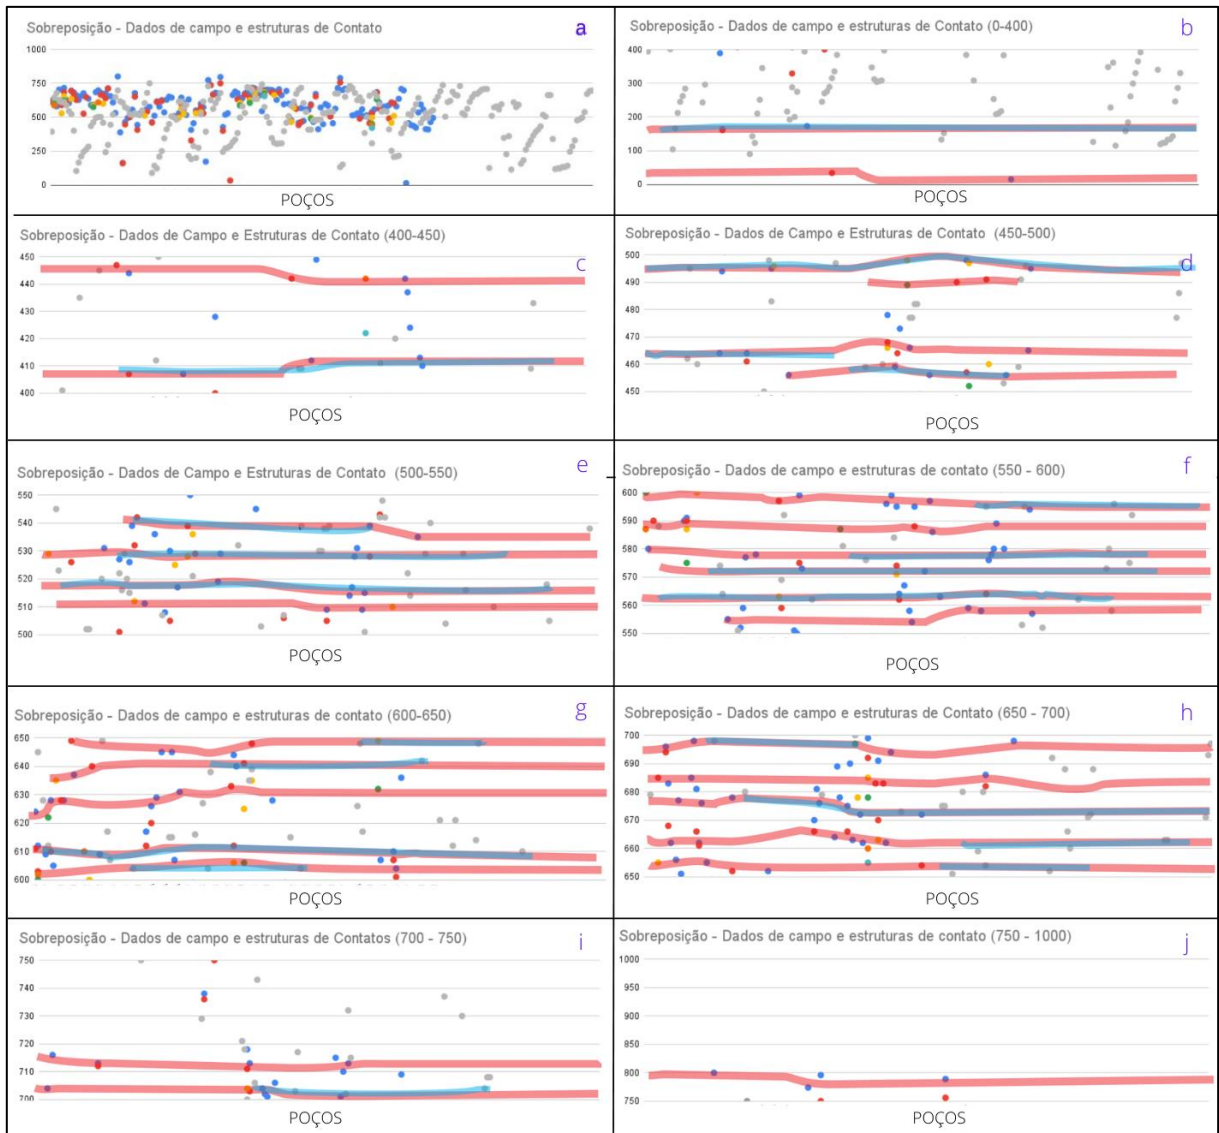 Sobreposição - Dados de campo e estruturas de Contato
a
1000
750
500
250
0
POÇOS
Sobreposição - Dados de campo e estruturas de Contato (0-400)
b
400
300
200
100
0
POÇOS
Sobreposição - Dados de Campo e Estruturas de Contato (400-450)
c
450
440
430
420
410
400
POÇOS
Sobreposição - Dados de Campo e Estruturas de Contato (450-500)
d
500
490
480
470
460
450
POÇOS
Sobreposição - Dados de Campo e Estruturas de Contato (500-550)
e
550
540
530
520
510
500
POÇOS
Sobreposição - Dados de campo e estruturas de contato (550 - 600)
f
600
590
580
570
560
550
POÇOS
Sobreposição - Dados de campo e estruturas de contato (600-650)
g
650
640
630
620
610
600
POÇOS
Sobreposição - Dados de campo e estruturas de Contato (650 - 700)
h
700
690
680
670
660
650
POÇOS
Sobreposição - Dados de campo e estruturas de Contatos (700 - 750)
i
750
740
730
720
710
700
POÇOS
Sobreposição - Dados de campo e estruturas de contato (750 - 1000)
j
1000
950
900
850
800
750
POÇOS